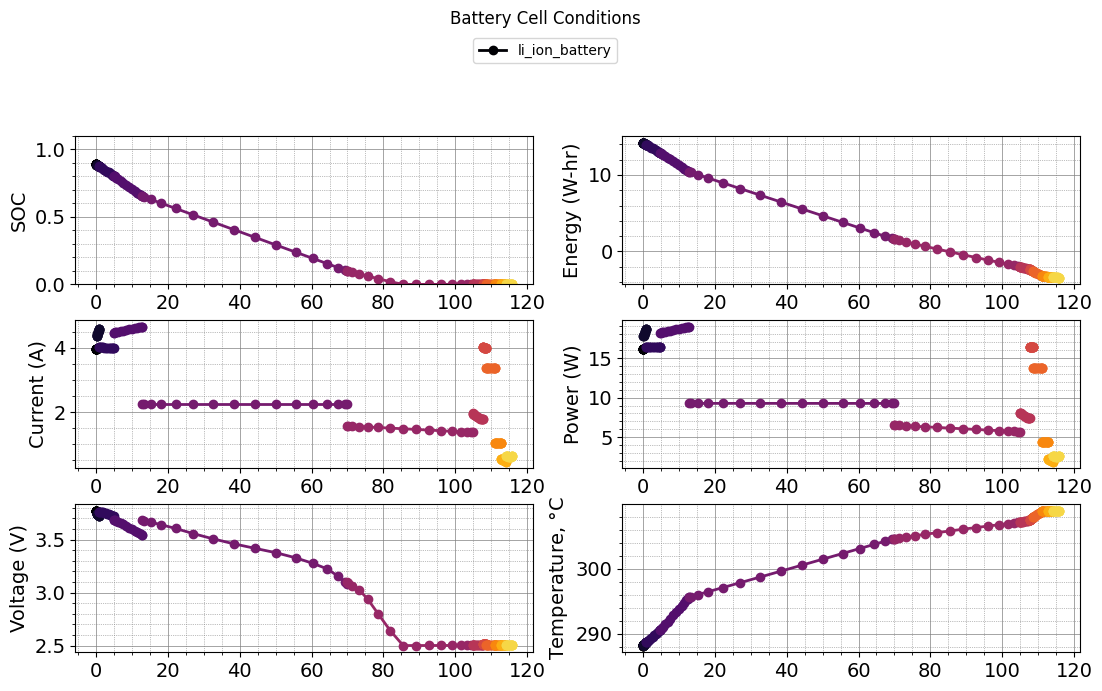 Battery Cell Conditions
li_ion_battery
SOC
1.0
0.5
0.0
0 20 40 60 80 100 120
Energy (W-hr)
10
0
0 20 40 60 80 100 120
Current (A)
4
2
0 20 40 60 80 100 120
Power (W)
15
10
5
0 20 40 60 80 100 120
Voltage (V)
3.5
3.0
2.5
0 20 40 60 80 100 120
Temperature, °C
300
290
0 20 40 60 80 100 120